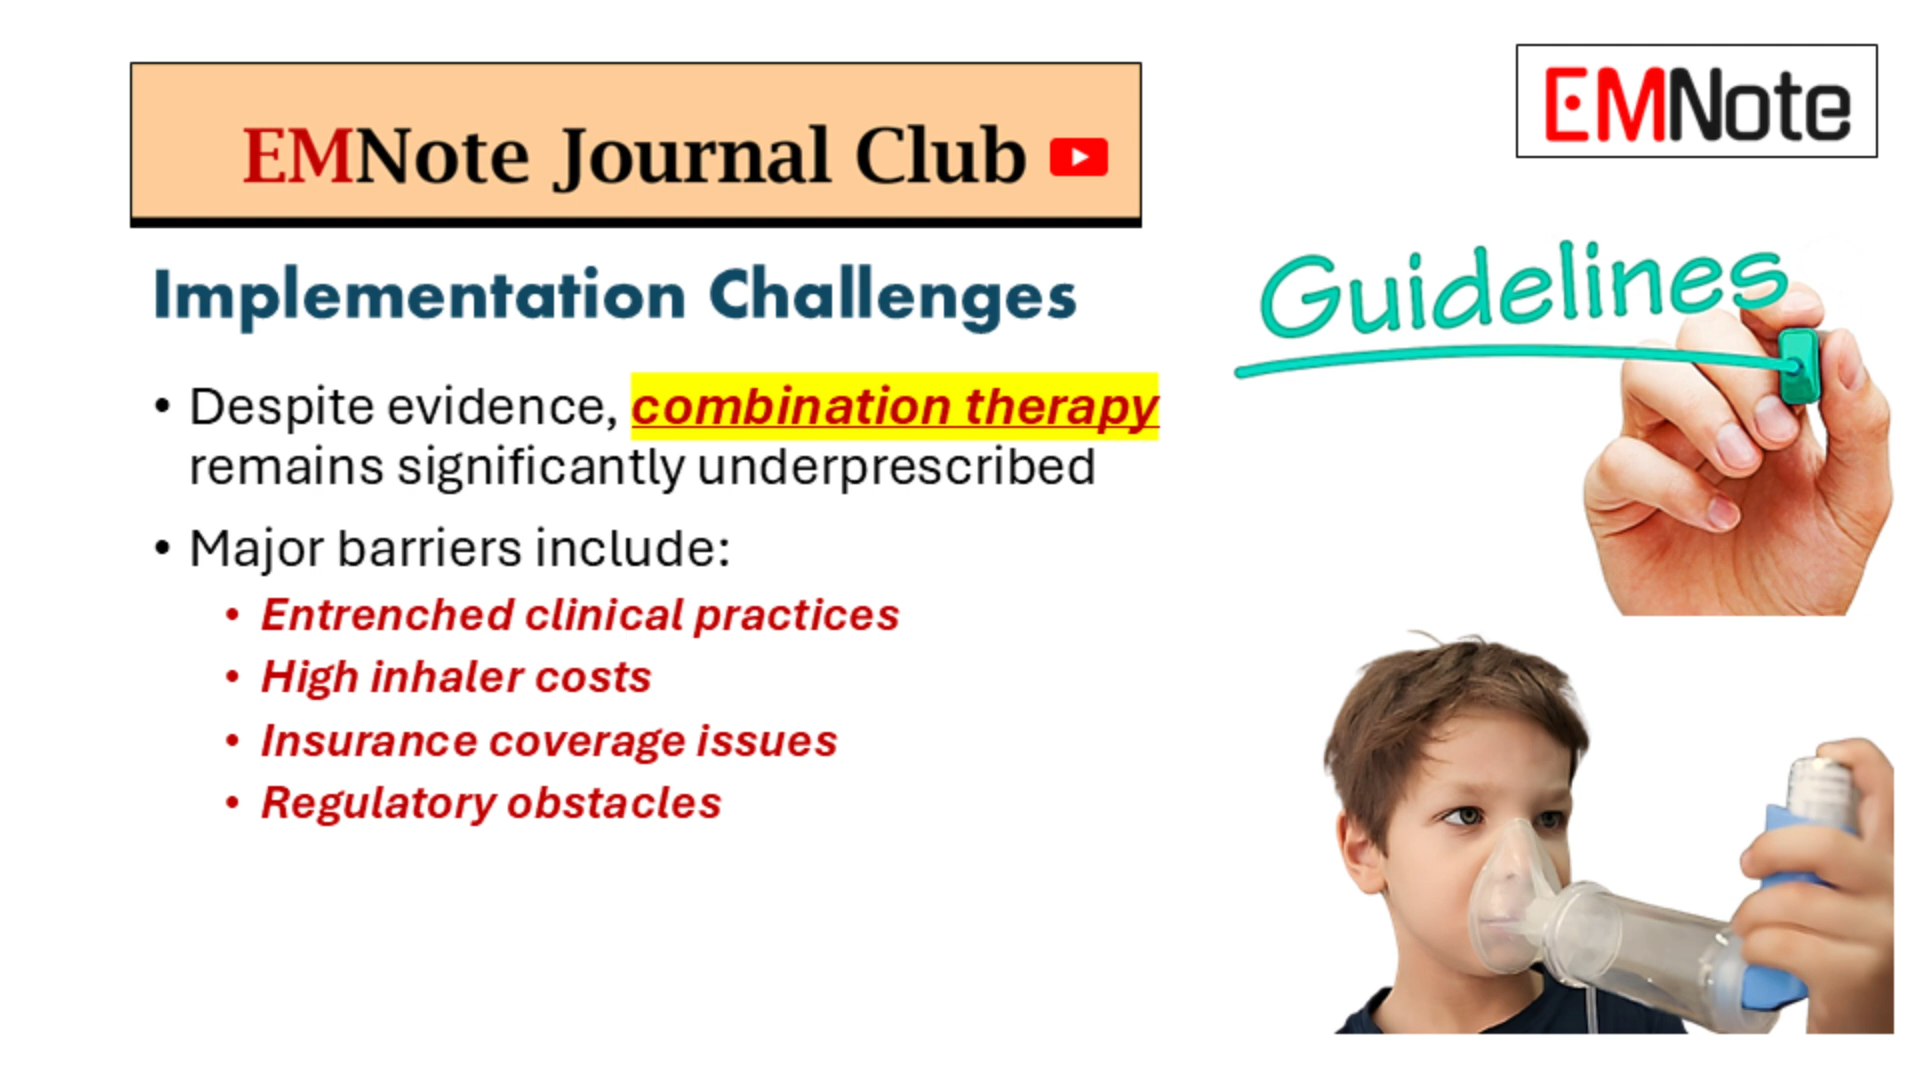 EMNote Journal Club
EMNote
Implementation Challenges
Guidelines
• Despite evidence, combination therapy
remains significantly underprescribed
• Major barriers include:
• Entrenched clinical practices
• High inhaler costs
• Insurance coverage issues
• Regulatory obstacles